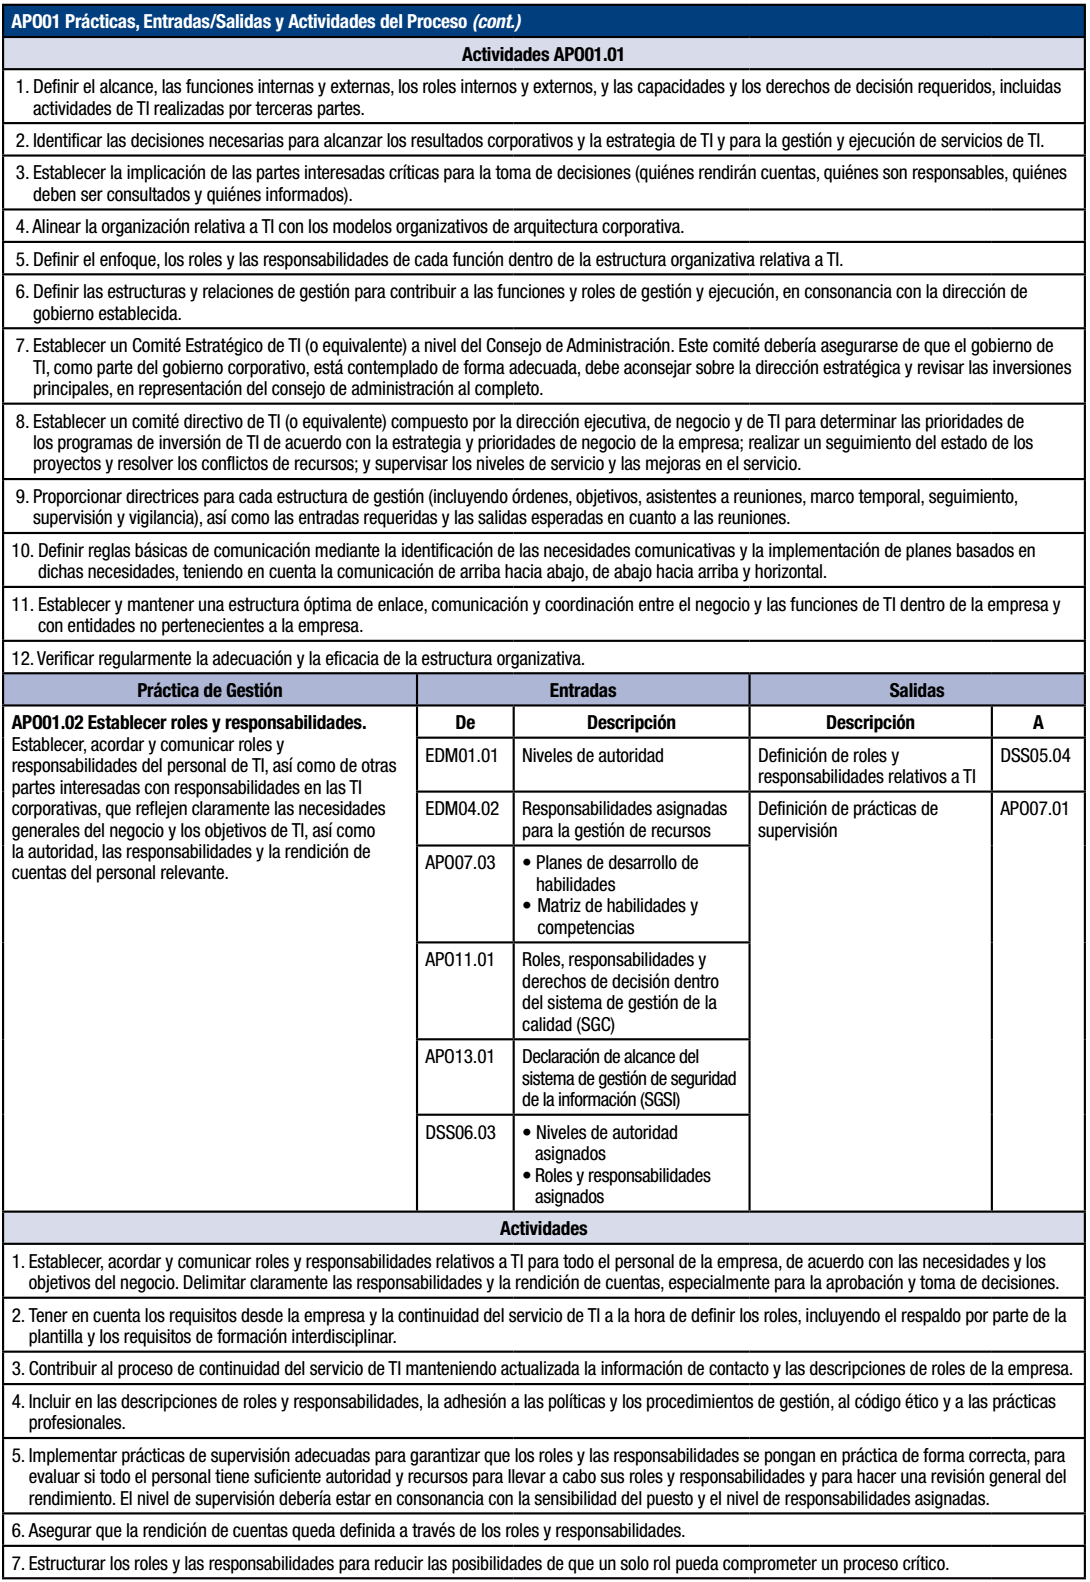 APO01 Prácticas, Entradas/Salidas y Actividades del Proceso (cont.)
Actividades APO01.01
1. Definir el alcance, las funciones internas y externas, los roles internos y externos, y las capacidades y los derechos de decisión requeridos, incluidas
actividades de TI realizadas por terceras partes.
2. Identificar las decisiones necesarias para alcanzar los resultados corporativos y la estrategia de TI y para la gestión y ejecución de servicios de TI.
3. Establecer la implicación de las partes interesadas críticas para la toma de decisiones (quiénes rendirán cuentas, quiénes son responsables, quiénes
deben ser consultados y quiénes informados).
4. Alinear la organización relativa a TI con los modelos organizativos de arquitectura corporativa.
5. Definir el enfoque, los roles y las responsabilidades de cada función dentro de la estructura organizativa relativa a TI.
6. Definir las estructuras y relaciones de gestión para contribuir a las funciones y roles de gestión y ejecución, en consonancia con la dirección de
gobierno establecida.
7. Establecer un Comité Estratégico de TI (o equivalente) a nivel del Consejo de Administración. Este comité debería asegurarse de que el gobierno de
TI, como parte del gobierno corporativo, está contemplado de forma adecuada, debe aconsejar sobre la dirección estratégica y revisar las inversiones
principales, en representación del consejo de administración al completo.
8. Establecer un comité directivo de TI (o equivalente) compuesto por la dirección ejecutiva, de negocio y de TI para determinar las prioridades de
los programas de inversión de TI de acuerdo con la estrategia y prioridades de negocio de la empresa; realizar un seguimiento del estado de los
proyectos y resolver los conflictos de recursos; y supervisar los niveles de servicio y las mejoras en el servicio.
9. Proporcionar directrices para cada estructura de gestión (incluyendo órdenes, objetivos, asistentes a reuniones, marco temporal, seguimiento,
supervisión y vigilancia), así como las entradas requeridas y las salidas esperadas en cuanto a las reuniones.
10. Definir reglas básicas de comunicación mediante la identificación de las necesidades comunicativas y la implementación de planes basados en
dichas necesidades, teniendo en cuenta la comunicación de arriba hacia abajo, de abajo hacia arriba y horizontal.
11. Establecer y mantener una estructura óptima de enlace, comunicación y coordinación entre el negocio y las funciones de TI dentro de la empresa y
con entidades no pertenecientes a la empresa.
12. Verificar regularmente la adecuación y la eficacia de la estructura organizativa.
Práctica de Gestión
Entradas
Salidas
APO01.02 Establecer roles y responsabilidades.
Establecer, acordar y comunicar roles y
responsabilidades del personal de TI, así como de otras
partes interesadas con responsabilidades en las TI
corporativas, que reflejen claramente las necesidades
generales del negocio y los objetivos de TI, así como
la autoridad, las responsabilidades y la rendición de
cuentas del personal relevante.
De
Descripción
Descripción
A
EDM01.01
Niveles de autoridad
Definición de roles y
responsabilidades relativos a TI
DSS05.04
EDM04.02
Responsabilidades asignadas
para la gestión de recursos
Definición de prácticas de
supervisión
APO07.01
APO07.03
• Planes de desarrollo de
habilidades
• Matriz de habilidades y
competencias
APO11.01
Roles, responsabilidades y
derechos de decisión dentro
del sistema de gestión de la
calidad (SGC)
APO13.01
Declaración de alcance del
sistema de gestión de seguridad
de la información (SGSI)
DSS06.03
• Niveles de autoridad
asignados
• Roles y responsabilidades
asignados
Actividades
1. Establecer, acordar y comunicar roles y responsabilidades relativos a TI para todo el personal de la empresa, de acuerdo con las necesidades y los
objetivos del negocio. Delimitar claramente las responsabilidades y la rendición de cuentas, especialmente para la aprobación y toma de decisiones.
2. Tener en cuenta los requisitos desde la empresa y la continuidad del servicio de TI a la hora de definir los roles, incluyendo el respaldo por parte de la
plantilla y los requisitos de formación interdisciplinar.
3. Contribuir al proceso de continuidad del servicio de TI manteniendo actualizada la información de contacto y las descripciones de roles de la empresa.
4. Incluir en las descripciones de roles y responsabilidades, la adhesión a las políticas y los procedimientos de gestión, al código ético y a las prácticas
profesionales.
5. Implementar prácticas de supervisión adecuadas para garantizar que los roles y las responsabilidades se pongan en práctica de forma correcta, para
evaluar si todo el personal tiene suficiente autoridad y recursos para llevar a cabo sus roles y responsabilidades y para hacer una revisión general del
rendimiento. El nivel de supervisión debería estar en consonancia con la sensibilidad del puesto y el nivel de responsabilidades asignadas.
6. Asegurar que la rendición de cuentas queda definida a través de los roles y responsabilidades.
7. Estructurar los roles y las responsabilidades para reducir las posibilidades de que un solo rol pueda comprometer un proceso crítico.